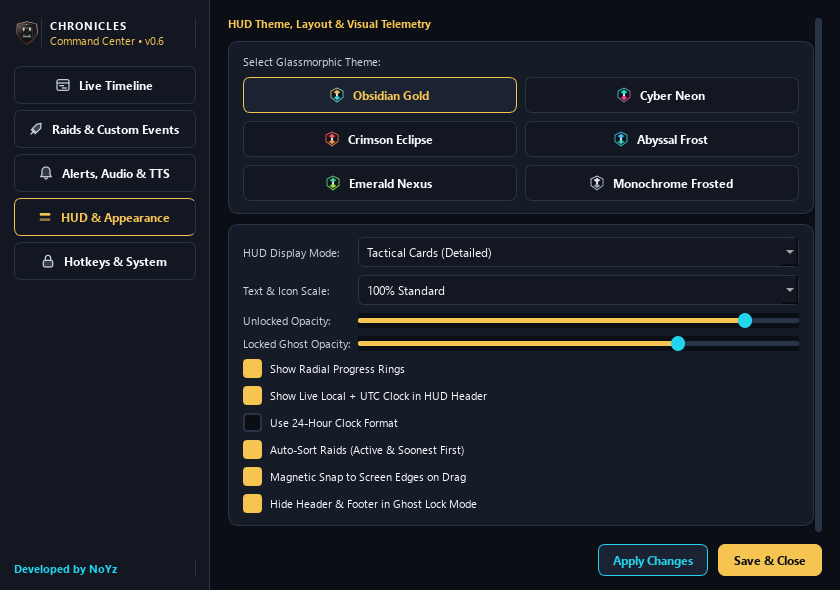 CHRONICLES
Command Center • v0.6
Live Timeline
Raids & Custom Events
Alerts, Audio & TTS
HUD & Appearance
Hotkeys & System
Developed by NoYz
HUD Theme, Layout & Visual Telemetry
Select Glassmorphic Theme:
Obsidian Gold
Cyber Neon
Crimson Eclipse
Abyssal Frost
Emerald Nexus
Monochrome Frosted
HUD Display Mode:
Tactical Cards (Detailed)
Text & Icon Scale:
100% Standard
Unlocked Opacity:
Locked Ghost Opacity:
Show Radial Progress Rings
Show Live Local + UTC Clock in HUD Header
Use 24-Hour Clock Format
Auto-Sort Raids (Active & Soonest First)
Magnetic Snap to Screen Edges on Drag
Hide Header & Footer in Ghost Lock Mode
Apply Changes
Save & Close